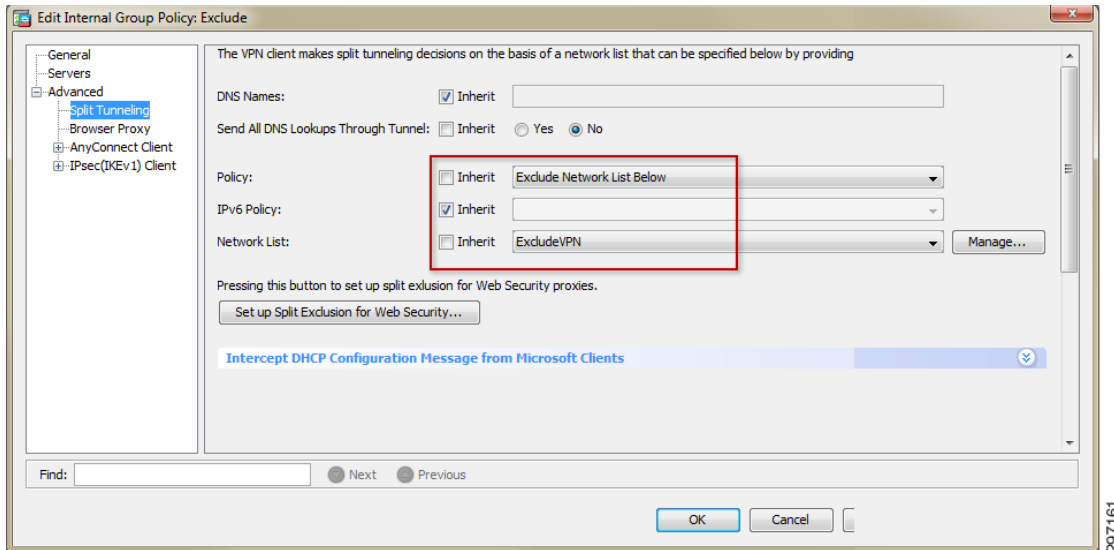 Edit Internal Group Policy: Exclude
General
Servers
Advanced
Split Tunneling
Browser Proxy
AnyConnect Client
IPsec(IKEv1) Client
The VPN client makes split tunneling decisions on the basis of a network list that can be specified below by providing
DNS Names: Inherit
Send All DNS Lookups Through Tunnel: Inherit Yes No
Policy: Inherit Exclude Network List Below
IPv6 Policy: Inherit
Network List: Inherit ExcludeVPN Manage...
Pressing this button to set up split exlusion for Web Security proxies.
Set up Split Exclusion for Web Security...
Intercept DHCP Configuration Message from Microsoft Clients
Find: Next Previous
OK Cancel
297161